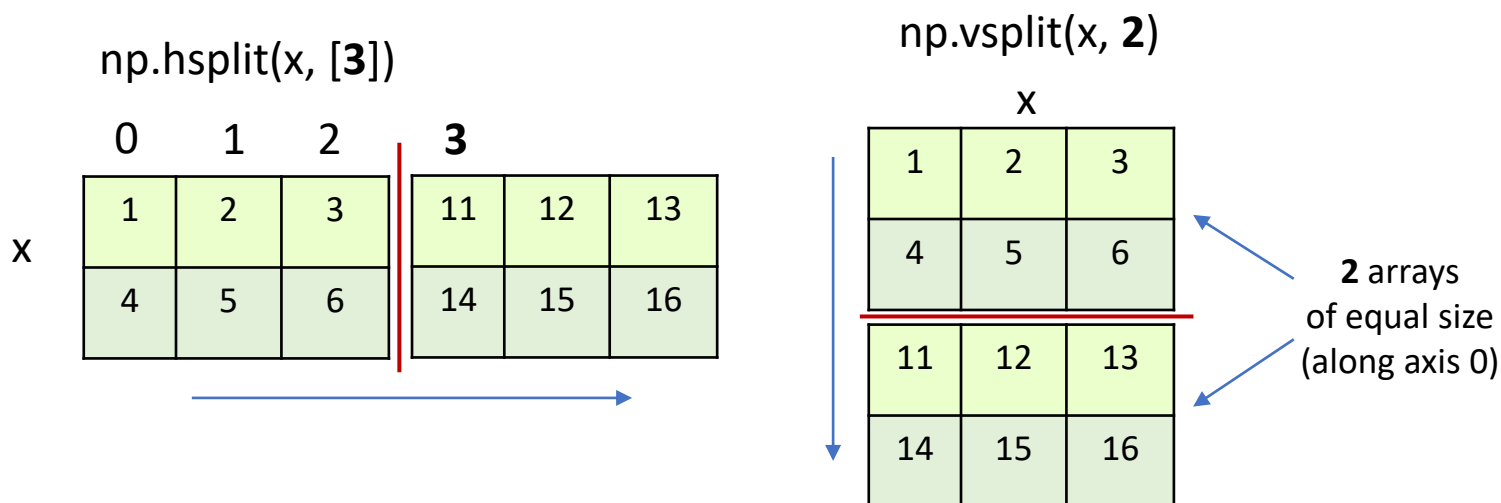 np.hsplit(x, [3])
0 1 2 3
x
1 2 3 11 12 13
4 5 6 14 15 16
np.vsplit(x, 2)
x
1 2 3
4 5 6
11 12 13
14 15 16
2 arrays
of equal size
(along axis 0)